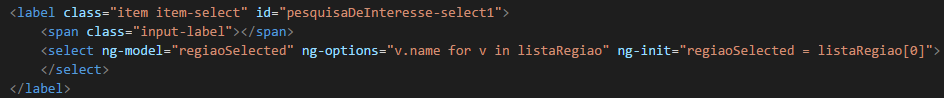 <label class="item item-select" id="pesquisaDeInteresse-select1">
<span class="input-label"></span>
<select ng-model="regiaoSelected" ng-options="v.name for v in listaRegiao" ng-init="regiaoSelected = listaRegiao[0]">
</select>
</label>